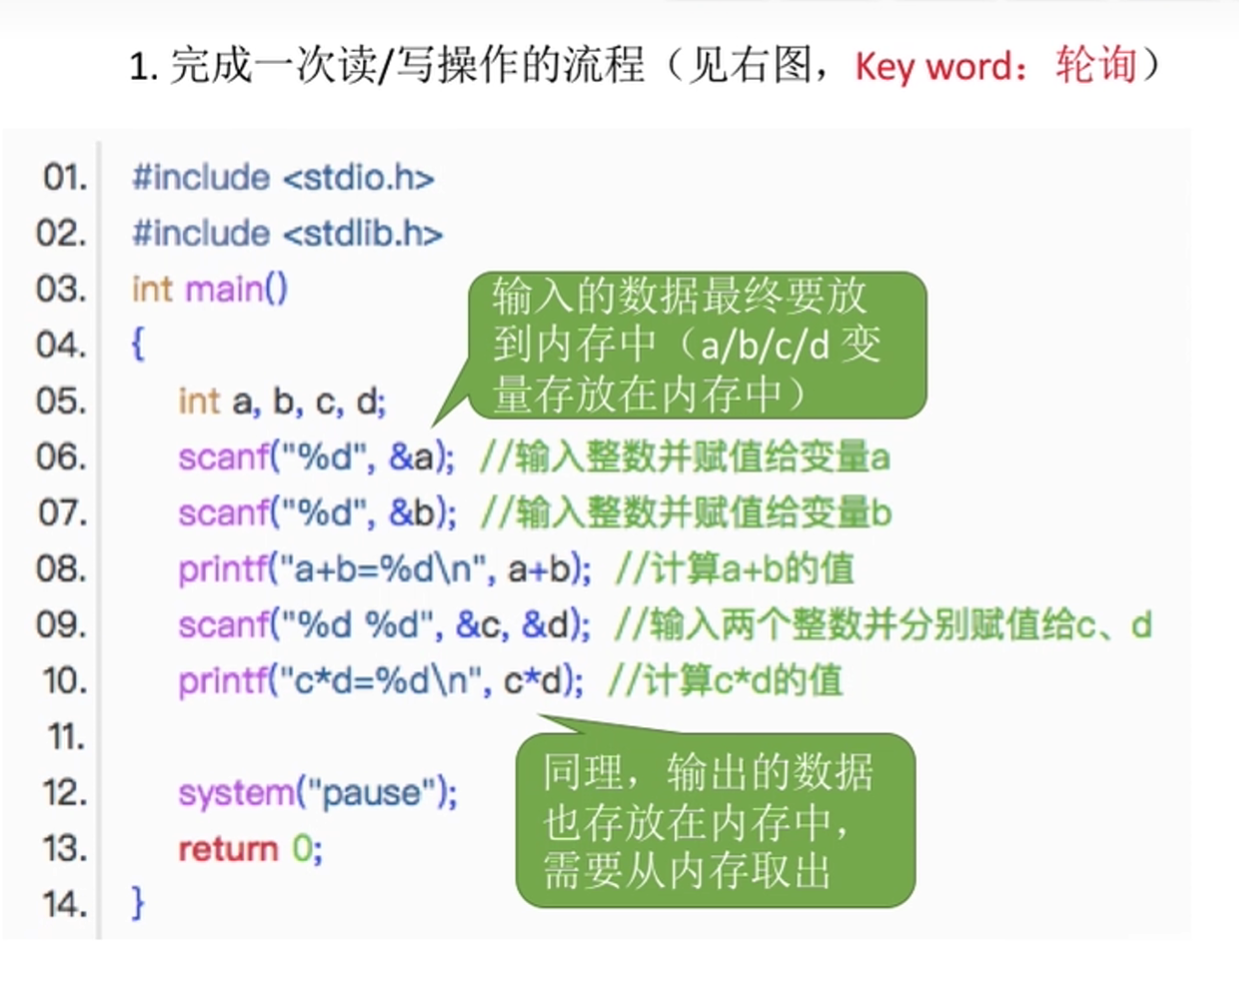 1. 完成一次读/写操作的流程（见右图，Key word：轮询）
01. #include <stdio.h>
02. #include <stdlib.h>
03. int main()
04. {
05. int a, b, c, d;
输入的数据最终要放
到内存中（a/b/c/d 变
量存放在内存中）
06. scanf("%d", &a); //输入整数并赋值给变量a
07. scanf("%d", &b); //输入整数并赋值给变量b
08. printf("a+b=%d\n", a+b); //计算a+b的值
09. scanf("%d %d", &c, &d); //输入两个整数并分别赋值给c、d
10. printf("c*d=%d\n", c*d); //计算c*d的值
11.
12. system("pause");
13. return 0;
14. }
同理，输出的数据
也存放在内存中，
需要从内存取出